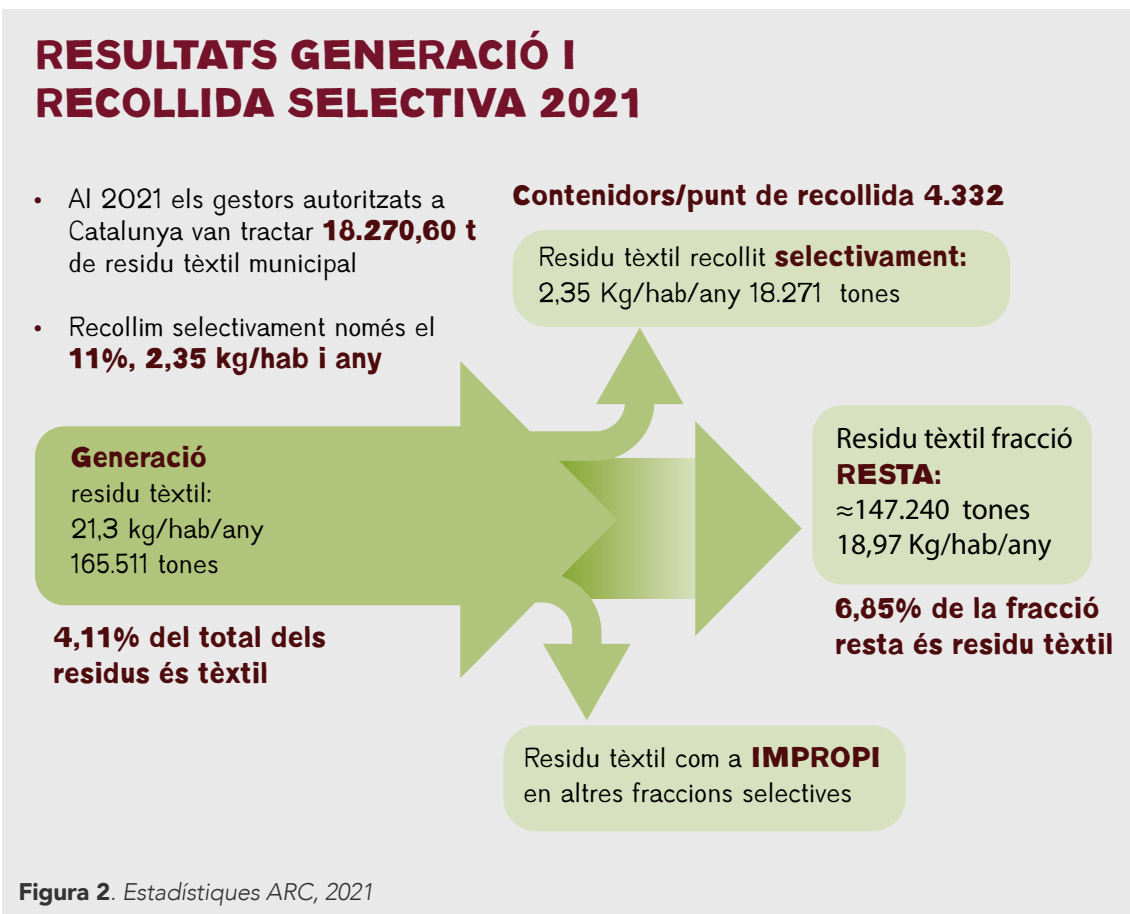 RESULTATS GENERACIÓ I
RECOLLIDA SELECTIVA 2021
• Al 2021 els gestors autoritzats a
Catalunya van tractar 18.270,60 t
de residu tèxtil municipal
• Recollim selectivament només el
11%, 2,35 kg/hab i any
Contenidors/punt de recollida 4.332
Residu tèxtil recollit selectivament:
2,35 Kg/hab/any 18.271 tones
Generació
residu tèxtil:
21,3 kg/hab/any
165.511 tones
4,11% del total dels
residus és tèxtil
Residu tèxtil fracció
RESTA:
≈147.240 tones
18,97 Kg/hab/any
6,85% de la fracció
resta és residu tèxtil
Residu tèxtil com a IMPROPI
en altres fraccions selectives
Figura 2. Estadístiques ARC, 2021